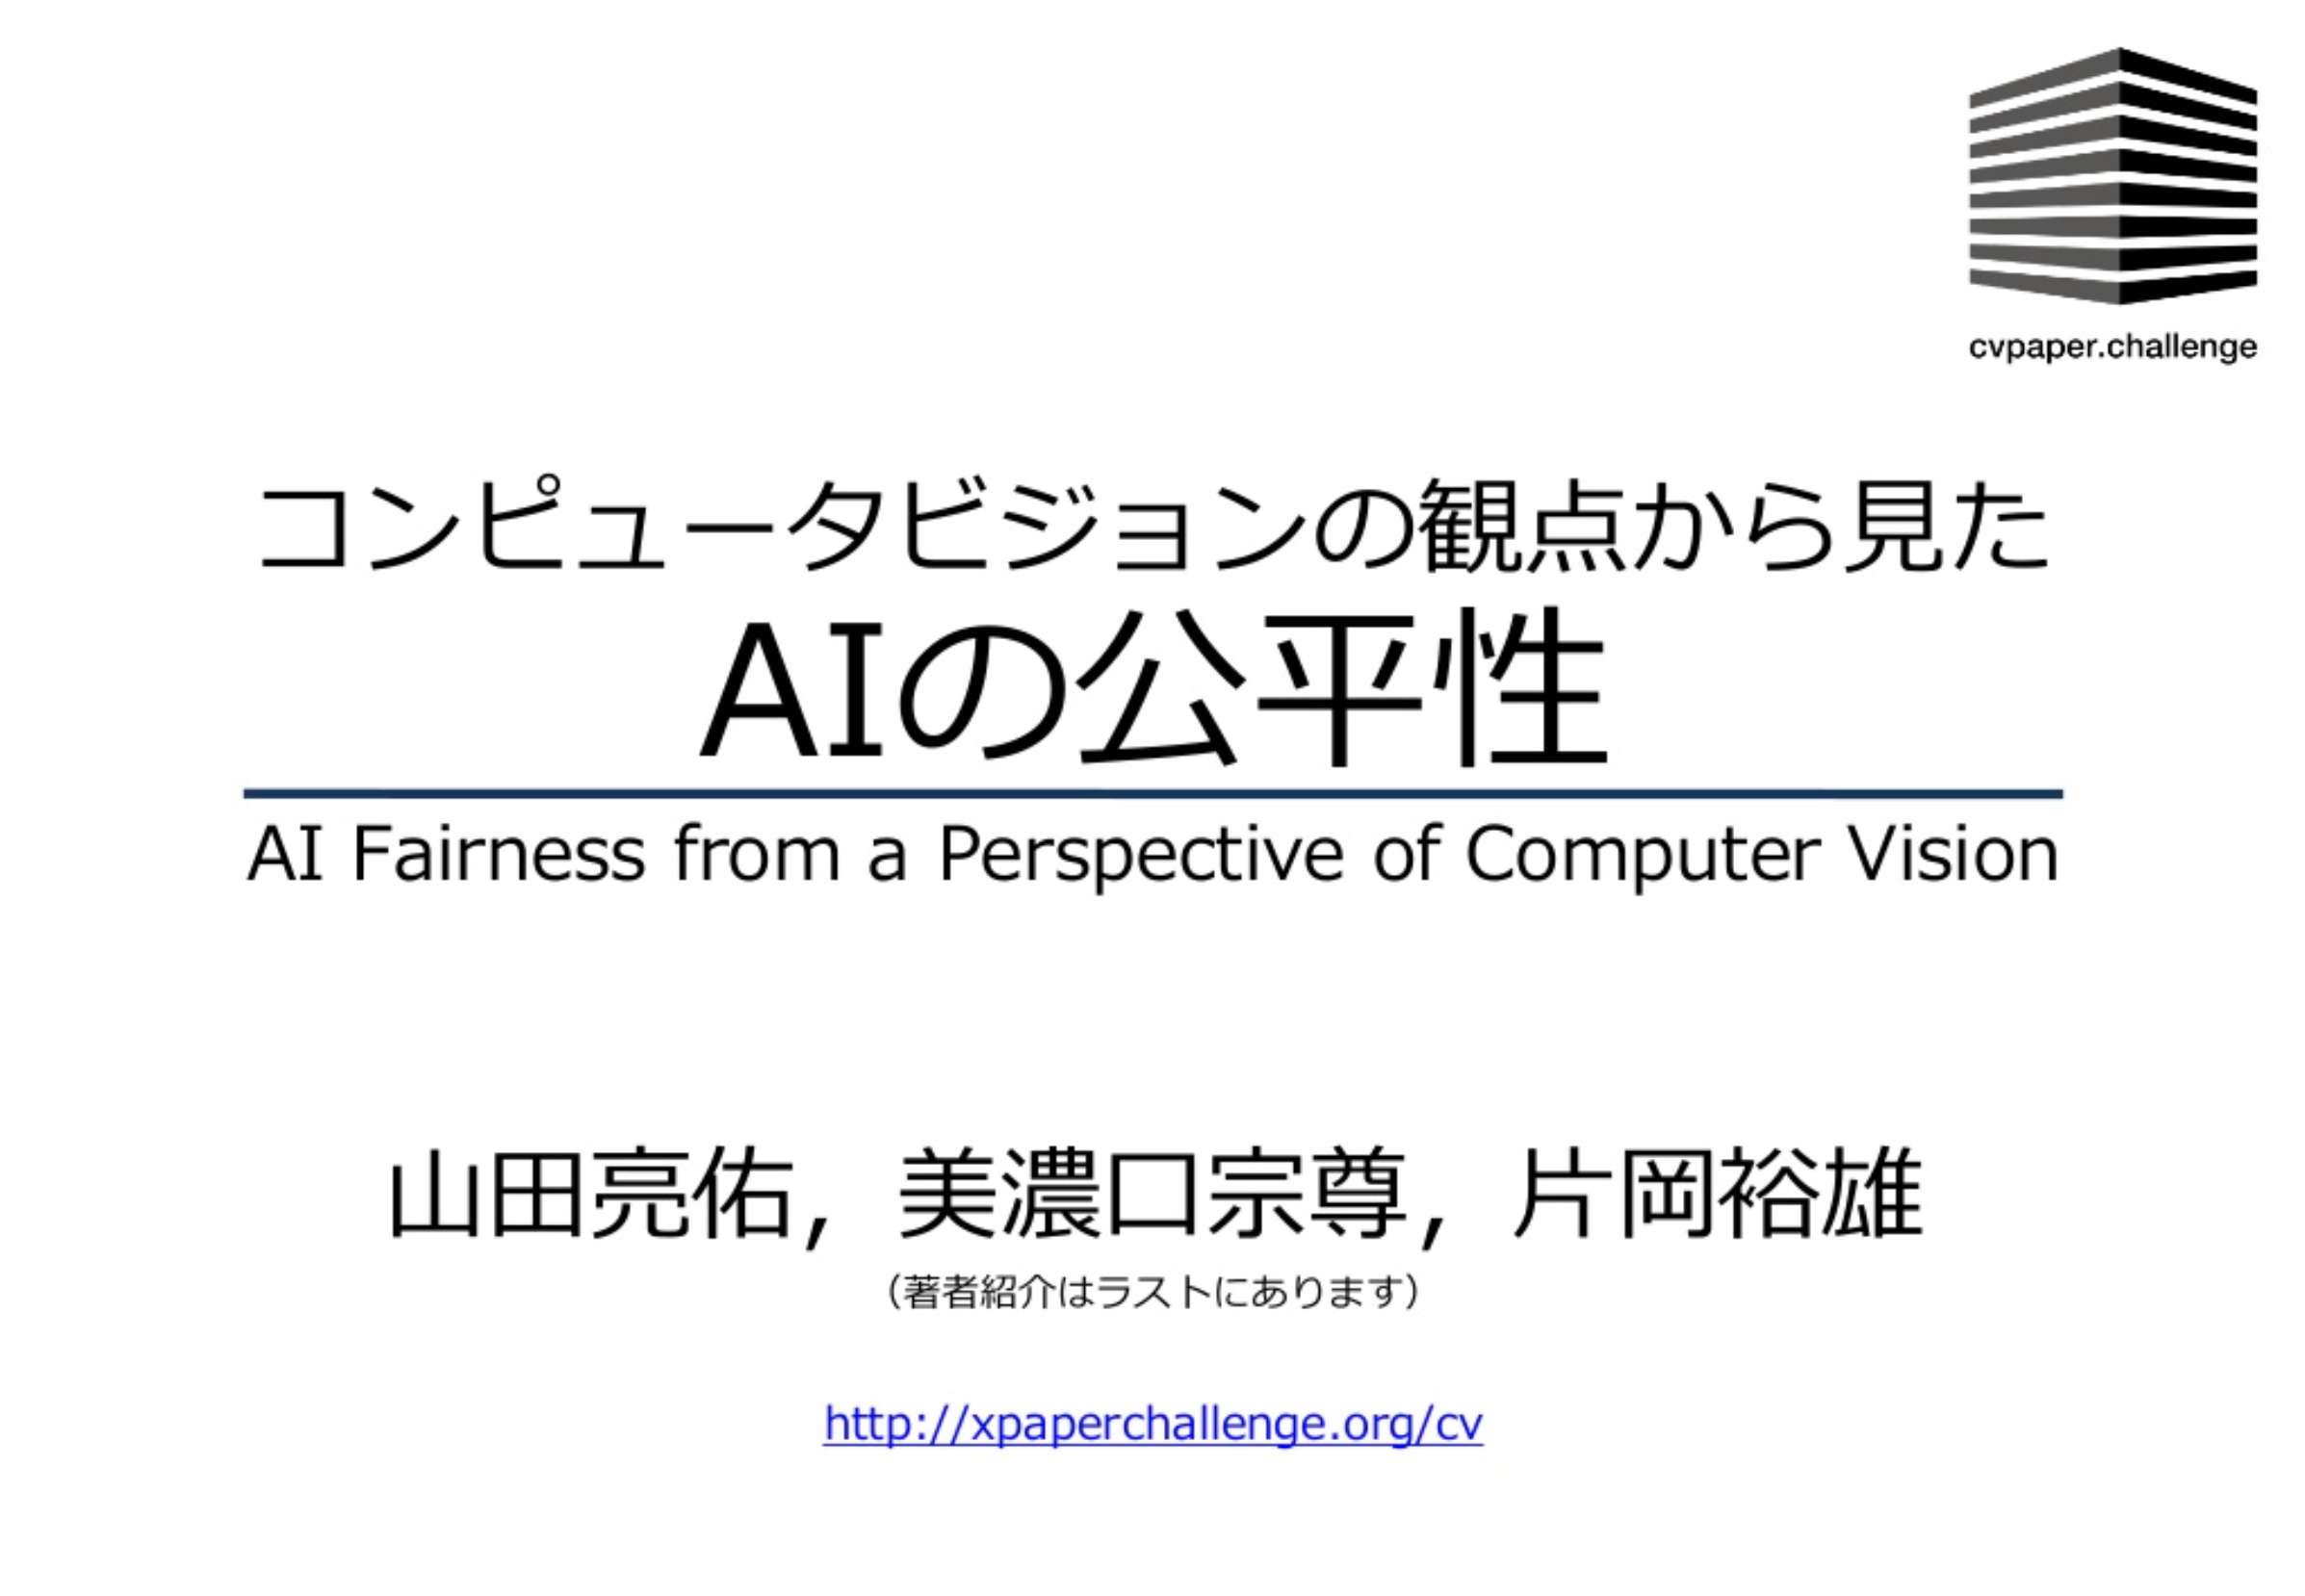 cvpaper.challenge
コンピュータビジョンの観点から見た
AIの公平性
AI Fairness from a Perspective of Computer Vision
山田亮佑, 美濃口宗尊, 片岡裕雄
（著者紹介はラストにあります）
http://xpaperchallenge.org/cv